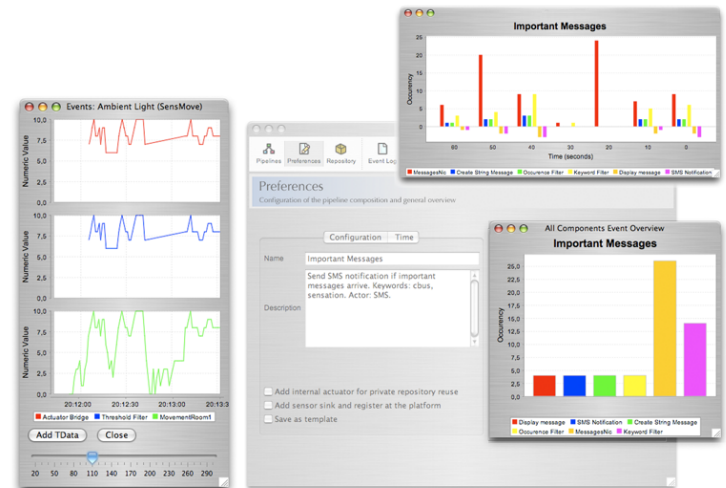 Important Messages
Occurency
25
20
15
10
5
0
60 50 40 30 20 10 0
Time (seconds)
MessagesNo Create String Message Occurence Filter Keyword Filter Display message SMS Notification
Events: Ambient Light (SensMove)
Numeric Value
10,0
7,5
5,0
2,5
0,0
Numeric Value
10,0
7,5
5,0
2,5
0,0
Numeric Value
10,0
7,5
5,0
2,5
0,0
20:12:00 20:12:30 20:13:00 20:13:3
Actuator Bridge Threshold Filter MovementRoom1
Add TData Close
20 50 80 110 140 170 200 230 260 290
Pipelines Preferences Repository Event Log
Preferences
Configuration of the pipeline composition and general overview
Configuration Time
Name Important Messages
Description
Send SMS notification if important
messages arrive. Keywords: cbus,
sensation. Actor: SMS.
Add internal actuator for private repository reuse
Add sensor sink and register at the platform
Save as template
All Components Event Overview
Important Messages
Occurency
25,0
22,5
20,0
17,5
15,0
12,5
10,0
7,5
5,0
2,5
0,0
Display message SMS Notification Create String Message
Occurence Filter MessagesNo Keyword Filter